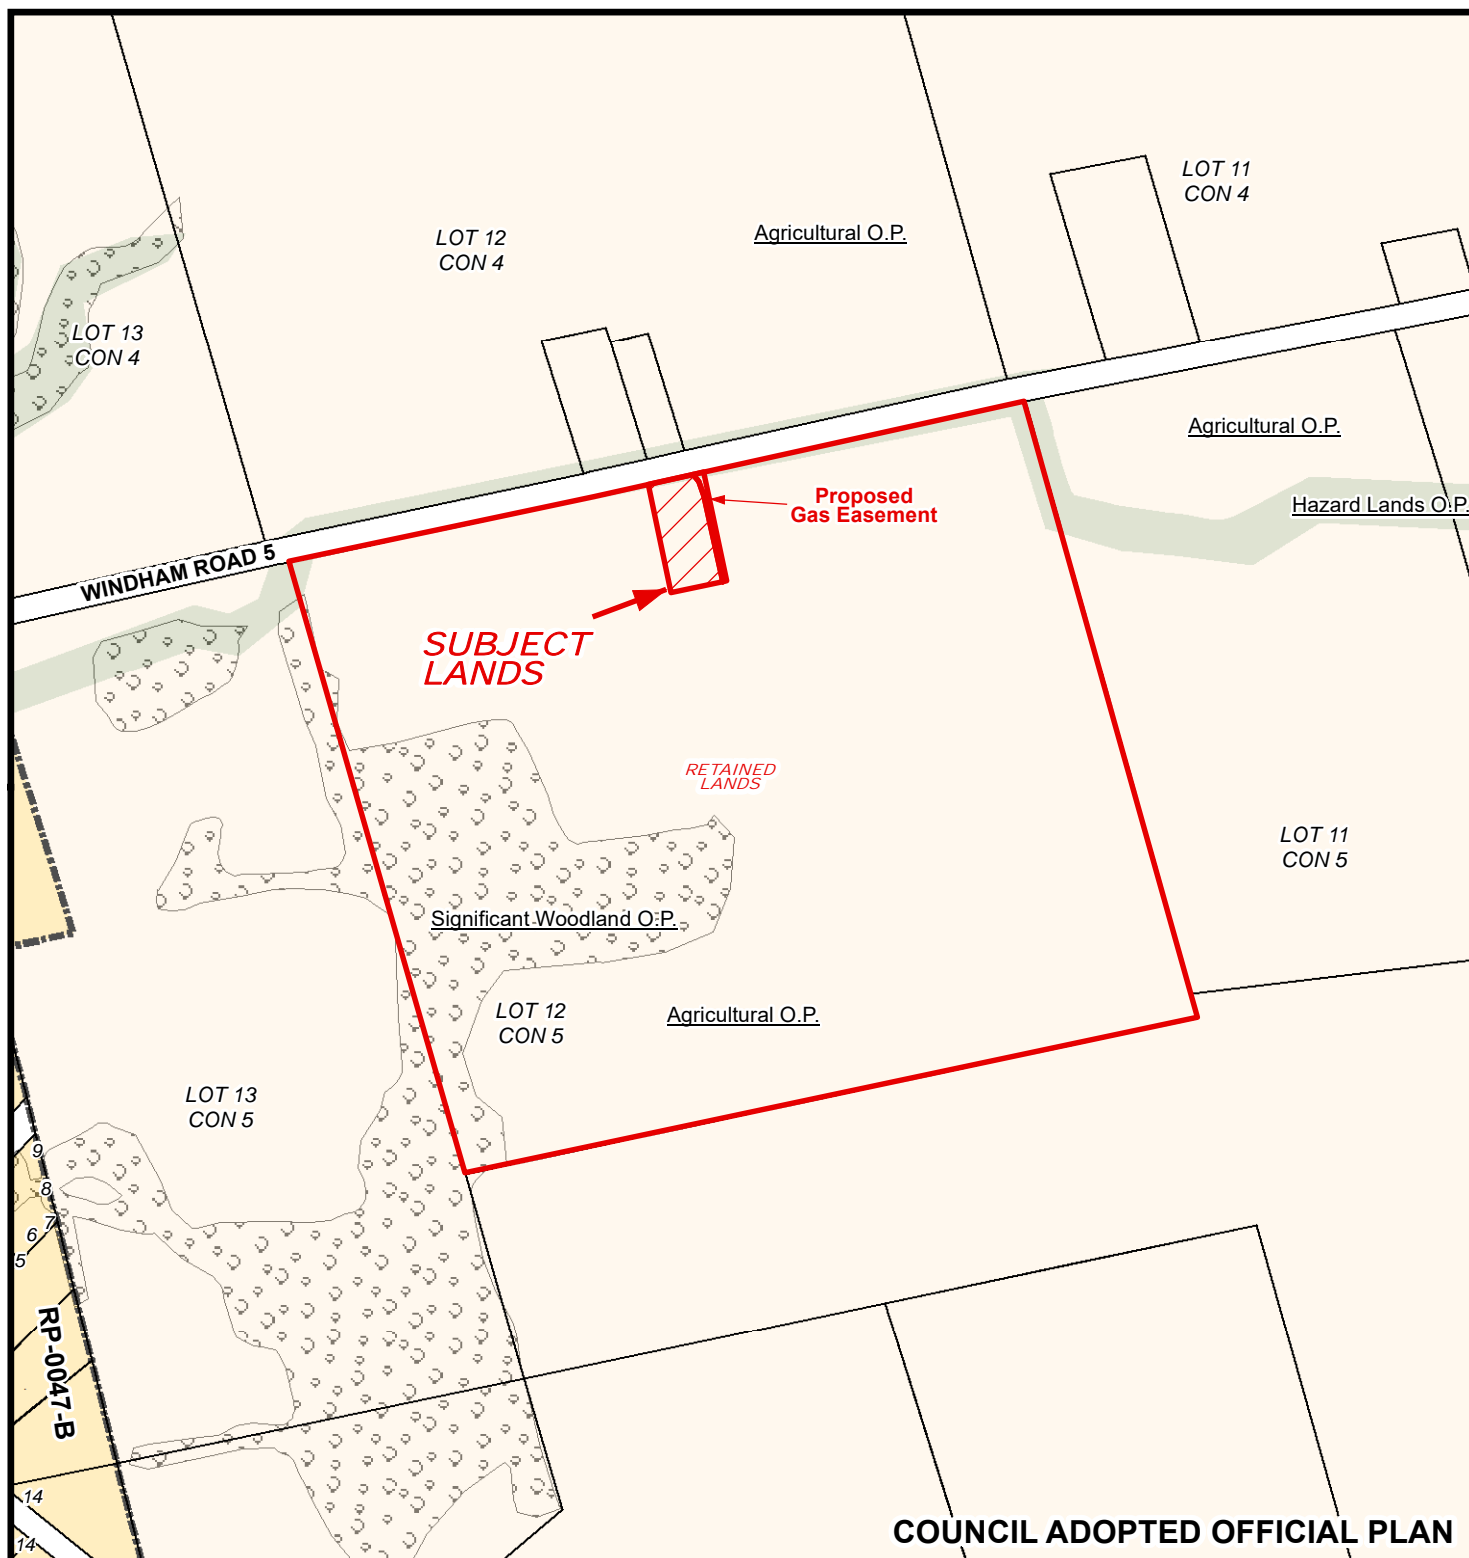 LOT 11
CON 4
LOT 12
CON 4
Agricultural O.P.
LOT 13
CON 4
Agricultural O.P.
Proposed
Gas Easement
Hazard Lands O.P.
WINDHAM ROAD 5
SUBJECT
LANDS
RETAINED
LANDS
LOT 11
CON 5
Significant Woodland O.P.
LOT 12
CON 5
Agricultural O.P.
LOT 13
CON 5
9
8
7
6
5
RP-0047-B
14
14
COUNCIL ADOPTED OFFICIAL PLAN